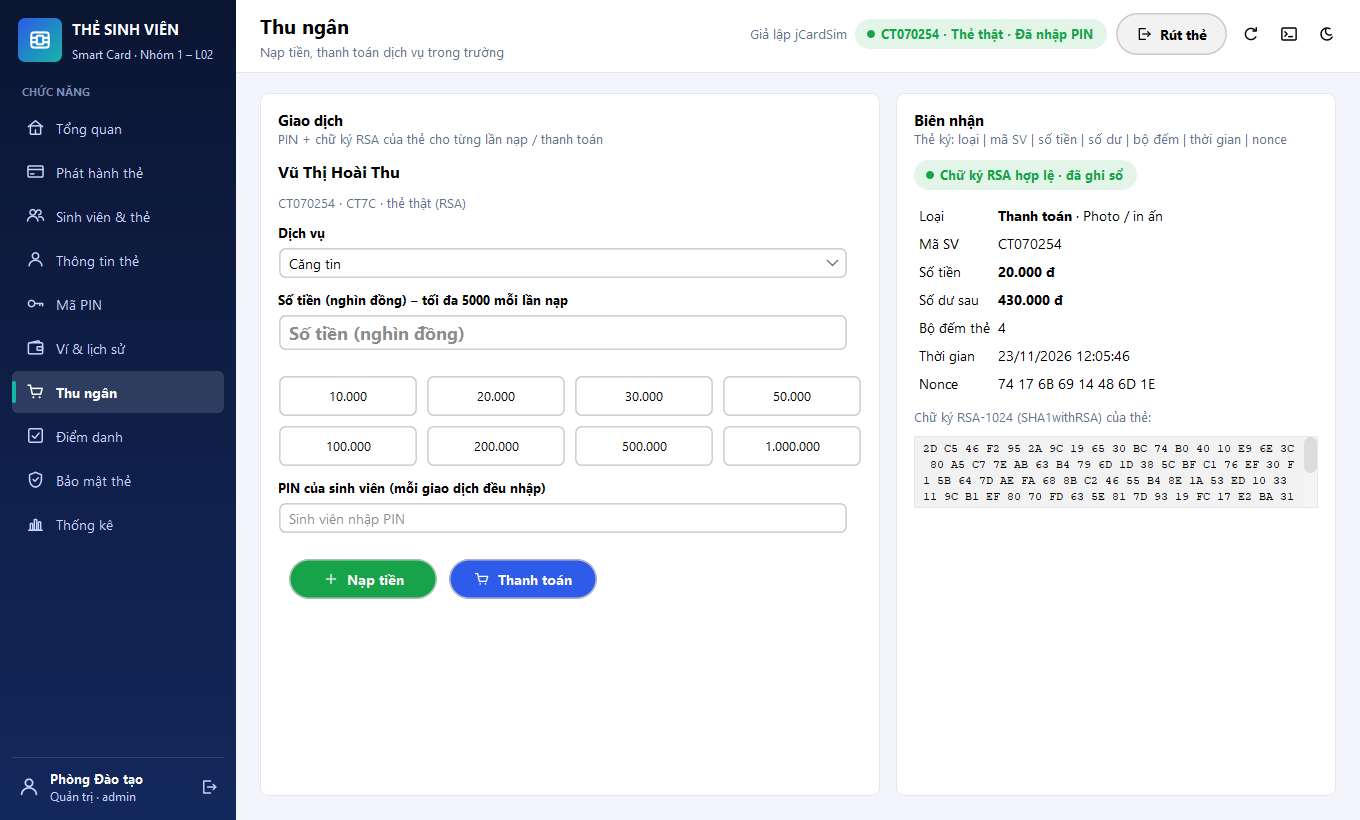 THẺ SINH VIÊN
Smart Card · Nhóm 1 – L02
CHỨC NĂNG
Tổng quan
Phát hành thẻ
Sinh viên & thẻ
Thông tin thẻ
Mã PIN
Ví & lịch sử
Thu ngân
Điểm danh
Bảo mật thẻ
Thống kê
Phòng Đào tạo
Quản trị · admin
Thu ngân
Nạp tiền, thanh toán dịch vụ trong trường
Giả lập jCardSim
CT070254 · Thẻ thật · Đã nhập PIN
Rút thẻ
Giao dịch
PIN + chữ ký RSA của thẻ cho từng lần nạp / thanh toán
Vũ Thị Hoài Thu
CT070254 · CT7C · thẻ thật (RSA)
Dịch vụ
Căng tin
Số tiền (nghìn đồng) – tối đa 5000 mỗi lần nạp
Số tiền (nghìn đồng)
10.000 20.000 30.000 50.000
100.000 200.000 500.000 1.000.000
PIN của sinh viên (mỗi giao dịch đều nhập)
Sinh viên nhập PIN
Nạp tiền Thanh toán
Biên nhận
Thẻ ký: loại | mã SV | số tiền | số dư | bộ đếm | thời gian | nonce
Chữ ký RSA hợp lệ · đã ghi sổ
Loại Thanh toán · Photo / in ấn
Mã SV CT070254
Số tiền 20.000 đ
Số dư sau 430.000 đ
Bộ đếm thẻ 4
Thời gian 23/11/2026 12:05:46
Nonce 74 17 6B 69 14 48 6D 1E
Chữ ký RSA-1024 (SHA1withRSA) của thẻ:
2D C5 46 F2 95 2A 9C 19 65 30 BC 74 B0 40 10 E9 6E 3C
80 A5 C7 7E AB 63 B4 79 6D 1D 38 5C BF C1 76 EF 30 F
1 5B 64 7D AE FA 68 8B C2 46 55 B4 8E 1A 53 ED 10 33
11 9C B1 EF 80 70 FD 63 5E 81 7D 93 19 FC 17 E2 BA 31